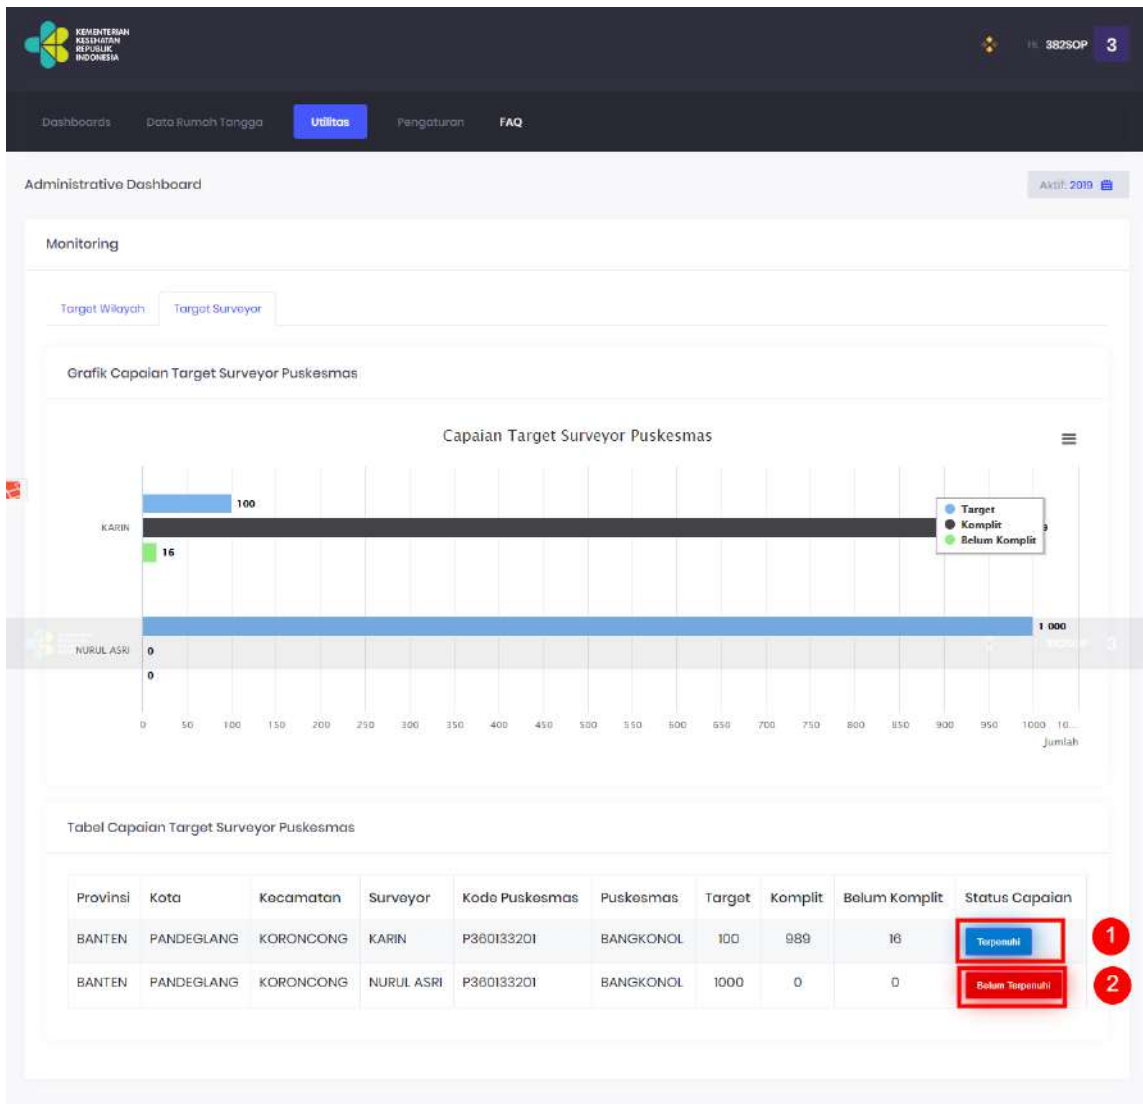 KEMENTERIAN
KESEHATAN
REPUBLIK
INDONESIA
Hi, 382SOP 3
Dashboards Data Rumah Tangga Utilitas Pengaturan FAQ
Administrative Dashboard
Aktif: 2019
Monitoring
Target Wilayah Target Surveyor
Grafik Capaian Target Surveyor Puskesmas
Capaian Target Surveyor Puskesmas
100
KARIN
16
Target
Komplit
Belum Komplit
9
1 000
NURUL ASRI 0
0
382SOP 3
0 50 100 150 200 250 300 350 400 450 500 550 600 650 700 750 800 850 900 950 1000 10...
Jumlah
Tabel Capaian Target Surveyor Puskesmas
Provinsi Kota Kecamatan Surveyor Kode Puskesmas Puskesmas Target Komplit Belum Komplit Status Capaian
BANTEN PANDEGLANG KORONCONG KARIN P360133201 BANGKONOL 100 989 16 Terpenuhi 1
BANTEN PANDEGLANG KORONCONG NURUL ASRI P360133201 BANGKONOL 1000 0 0 Belum Terpenuhi 2